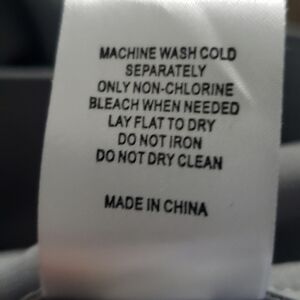 MACHINE WASH COLD
SEPARATELY
ONLY NON-CHLORINE
BLEACH WHEN NEEDED
LAY FLAT TO DRY
DO NOT IRON
DO NOT DRY CLEAN
MADE IN CHINA